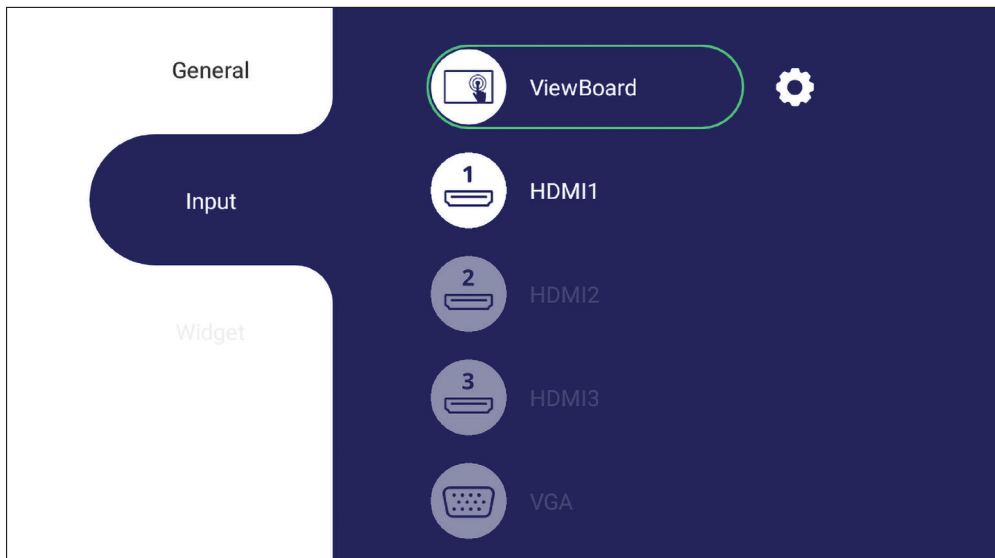 General
Input
Widget
ViewBoard
1
HDMI1
2
HDMI2
3
HDMI3
VGA